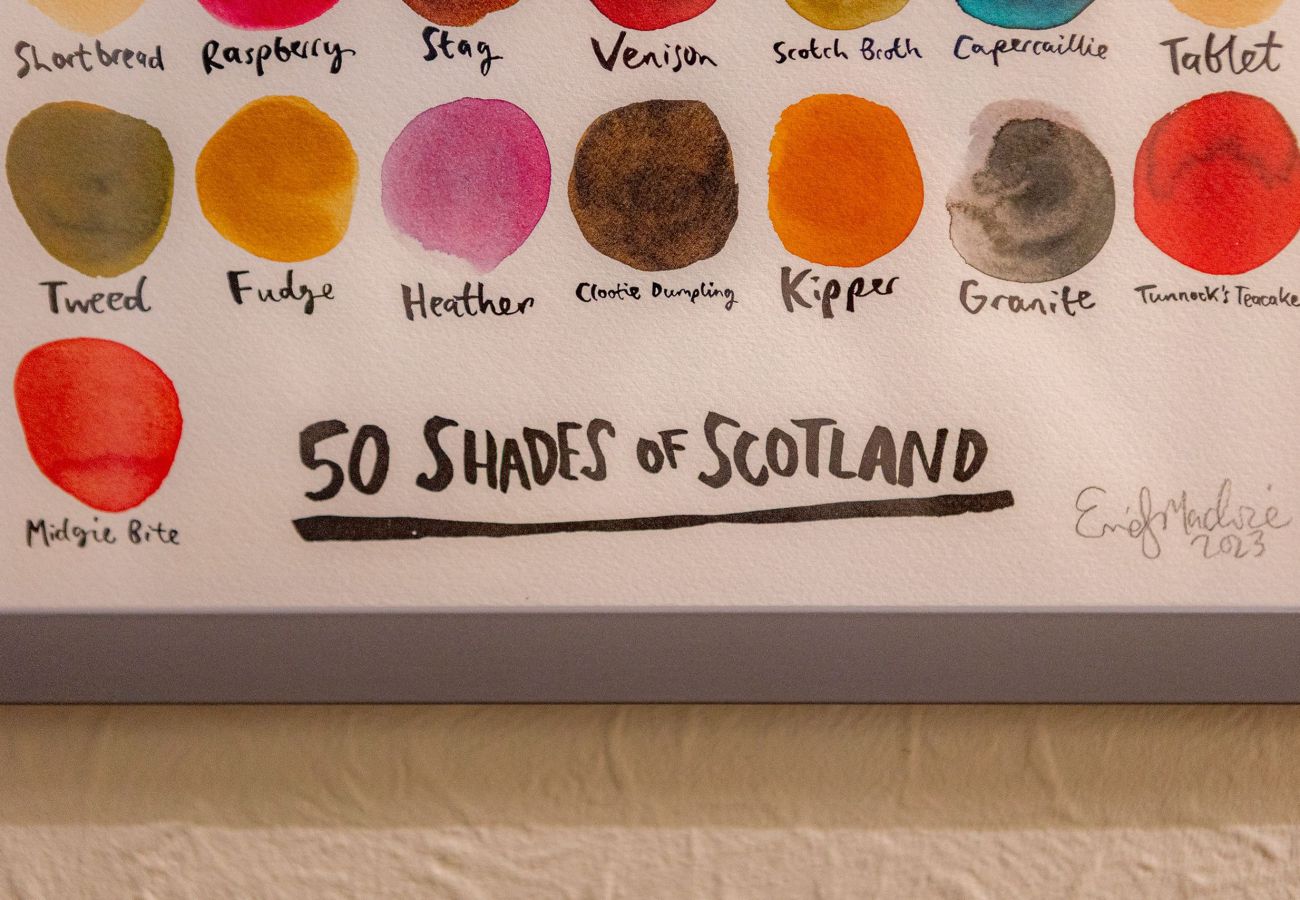 Shortbread Raspberry Stag Venison Scotch Broth Capercaillie Tablet
Tweed Fudge Heather Clootie Dumpling Kipper Granite Tunnock's Teacake
Midgie Bite
50 SHADES OF SCOTLAND
2023